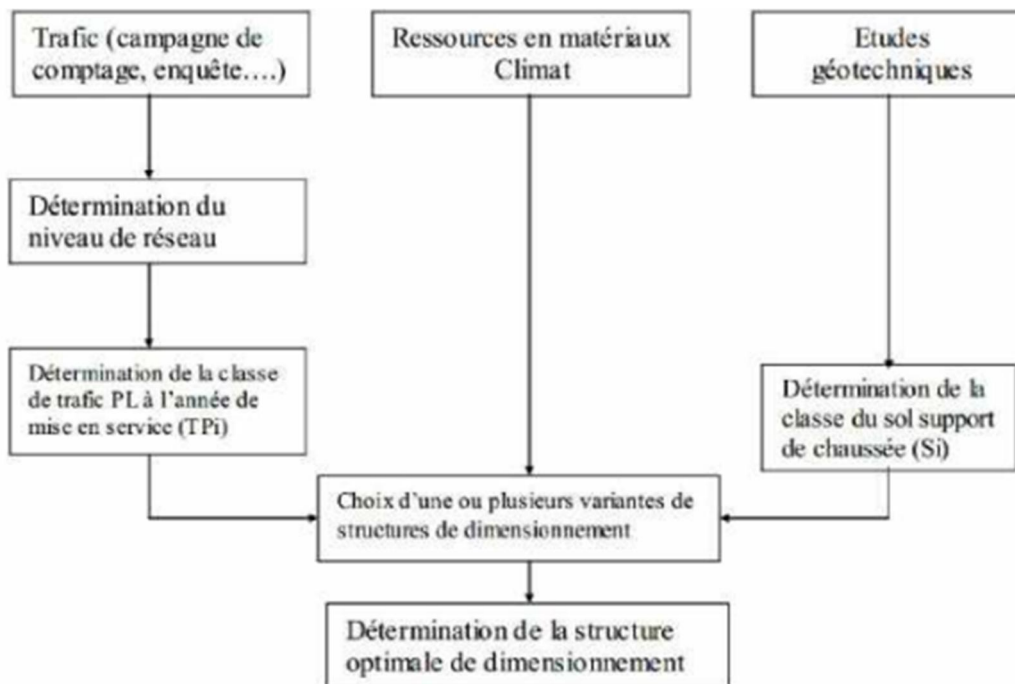 Trafic (campagne de
comptage, enquête….)
Ressources en matériaux
Climat
Etudes
géotechniques
Détermination du
niveau de réseau
Détermination de la classe
de trafic PL à l'année de
mise en service (TPi)
Détermination de la
classe du sol support
de chaussée (Si)
Choix d'une ou plusieurs variantes de
structures de dimensionnement
Détermination de la structure
optimale de dimensionnement